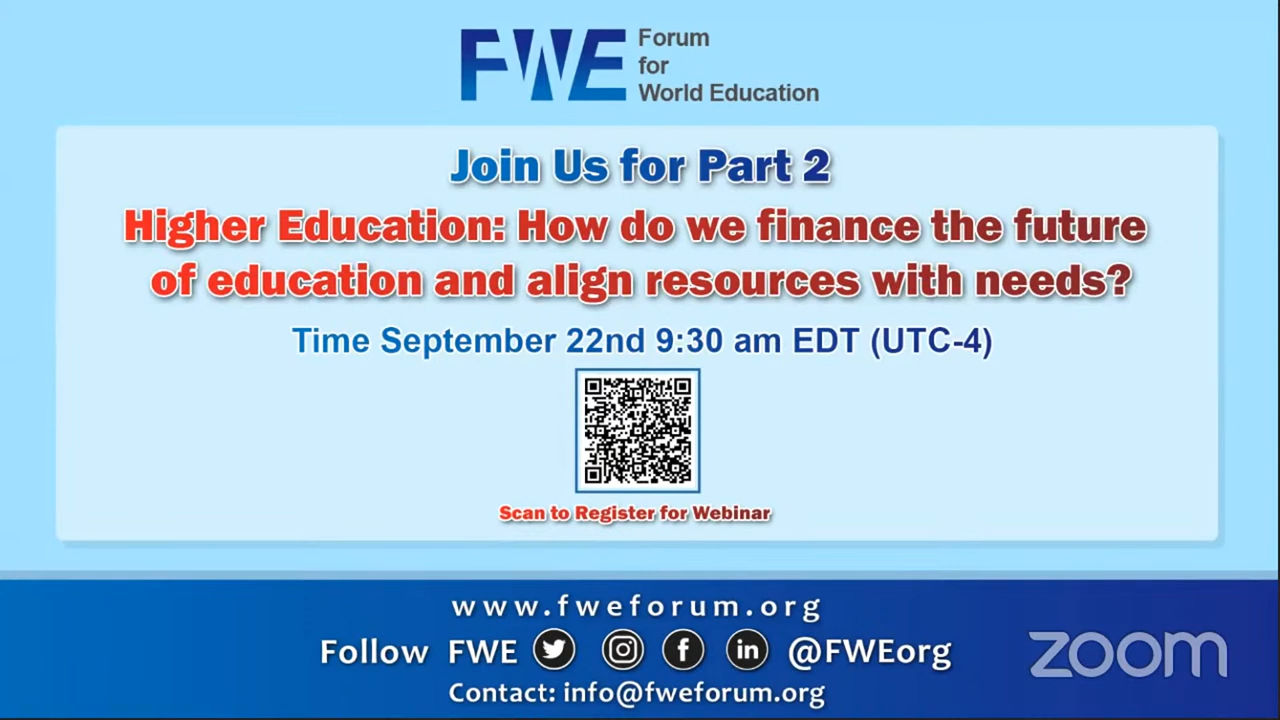 FWE
Forum
for
World Education
Join Us for Part 2
Higher Education: How do we finance the future
of education and align resources with needs?
Time September 22nd 9:30 am EDT (UTC-4)
Scan to Register for Webinar
www.fweforum.org
Follow FWE @FWEorg
Contact: info@fweforum.org
zoom